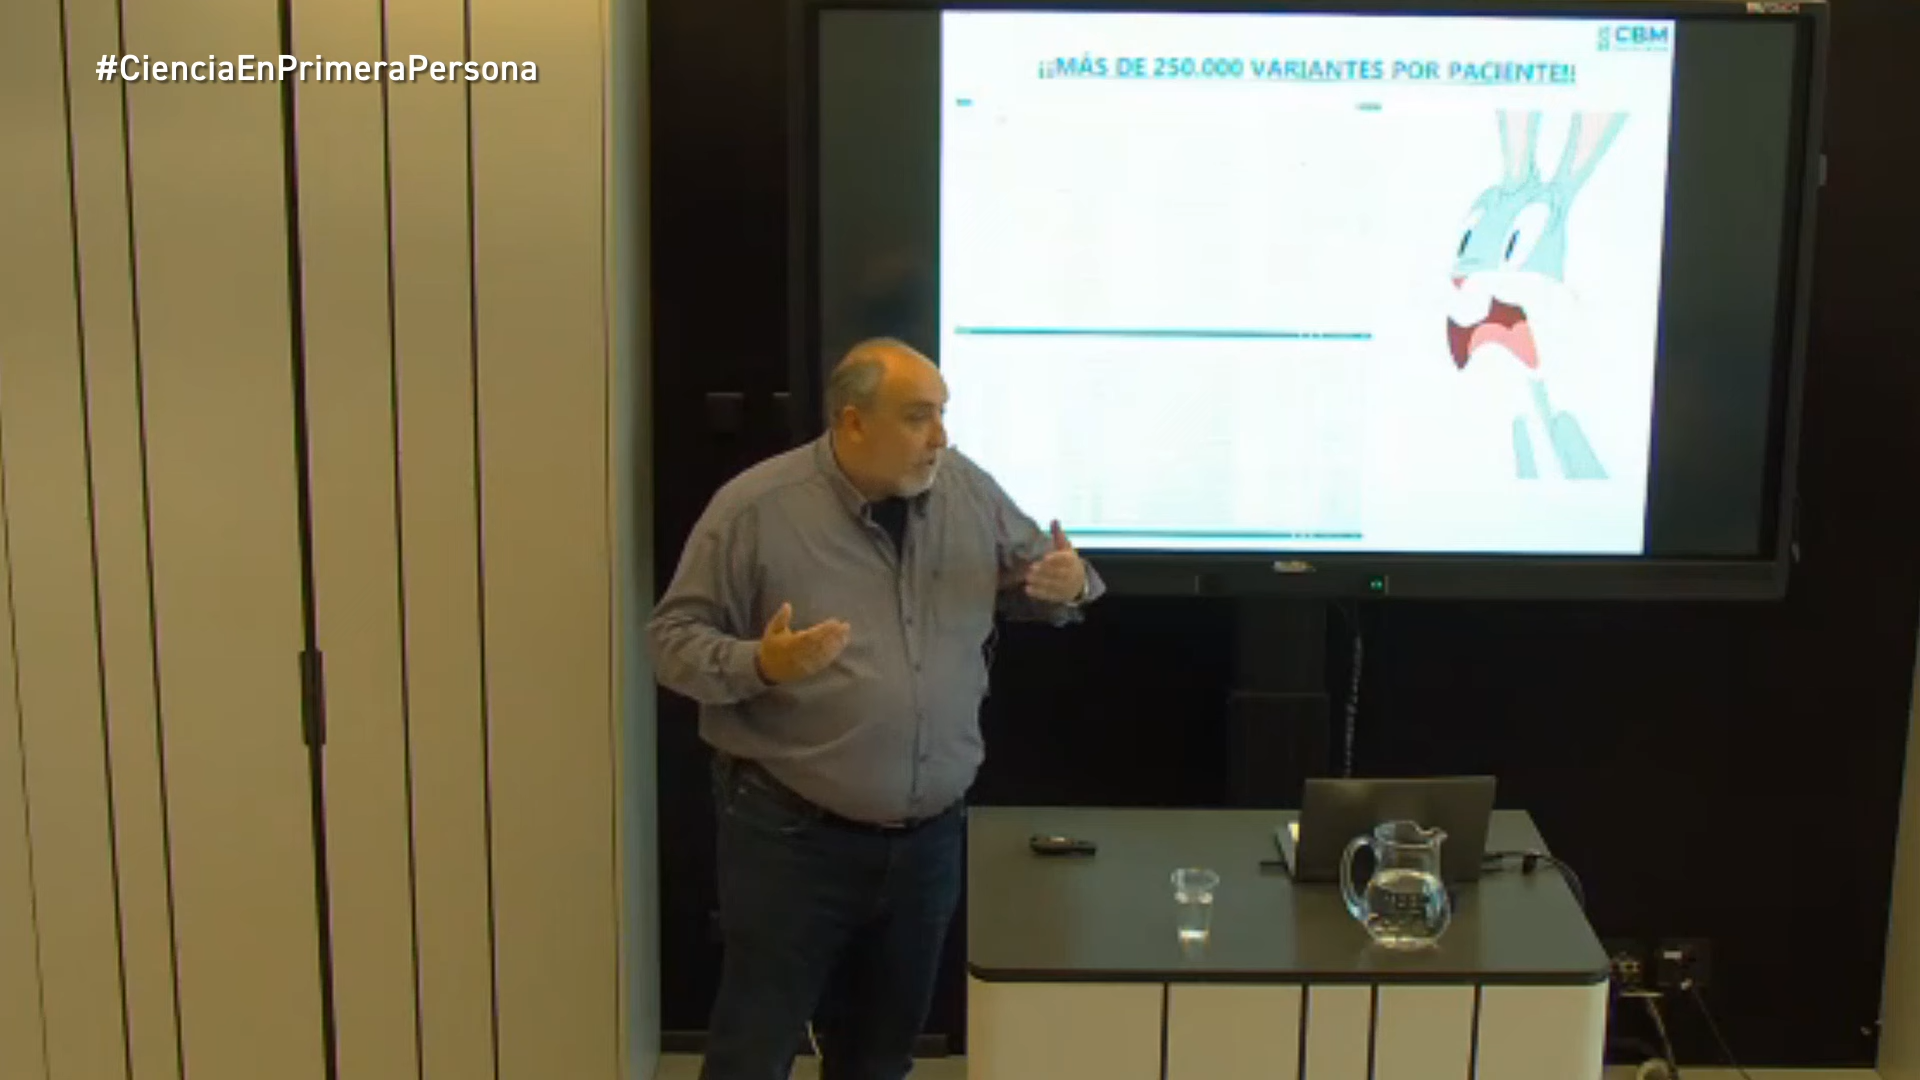 #CienciaEnPrimeraPersona
CBM
¡¡MÁS DE 250.000 VARIANTES POR PACIENTE!!